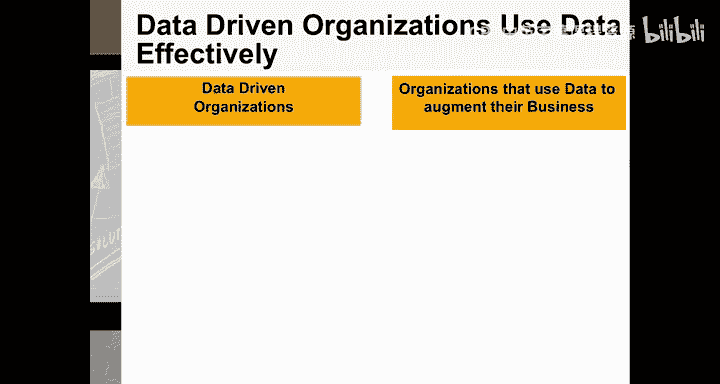 Data Driven Organizations Use Data
Effectively
bilibili
Data Driven
Organizations
Organizations that use Data to
augment their Business